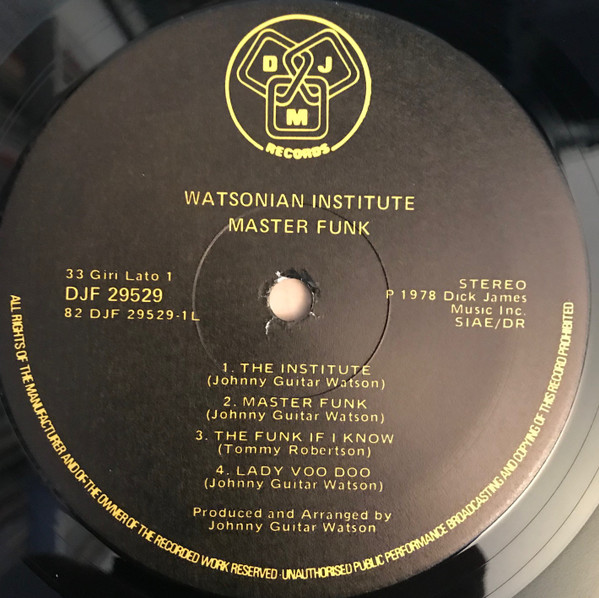 D J
M
RECORDS
WATSONIAN INSTITUTE
MASTER FUNK
33 Giri Lato 1
DJF 29529
82 DJF 29529-1L
STEREO
P 1978 Dick James
Music Inc.
SIAE/DR
1. THE INSTITUTE
(Johnny Guitar Watson)
2. MASTER FUNK
(Johnny Guitar Watson)
3. THE FUNK IF I KNOW
(Tommy Robertson)
4. LADY VOO DOO
(Johnny Guitar Watson)
Produced and Arranged by
Johnny Guitar Watson
ALL RIGHTS OF THE MANUFACTURER AND OF THE OWNER OF THE RECORDED WORK RESERVED · UNAUTHORISED PUBLIC PERFORMANCE BROADCASTING AND COPYING OF THIS RECORD PROHIBITED